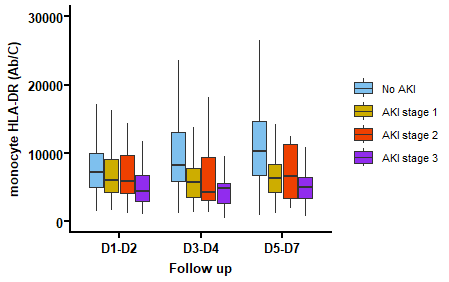 monocyte HLA-DR (Ab/C)
30000
20000
10000
0
D1-D2
D3-D4
D5-D7
Follow up
No AKI
AKI stage 1
AKI stage 2
AKI stage 3